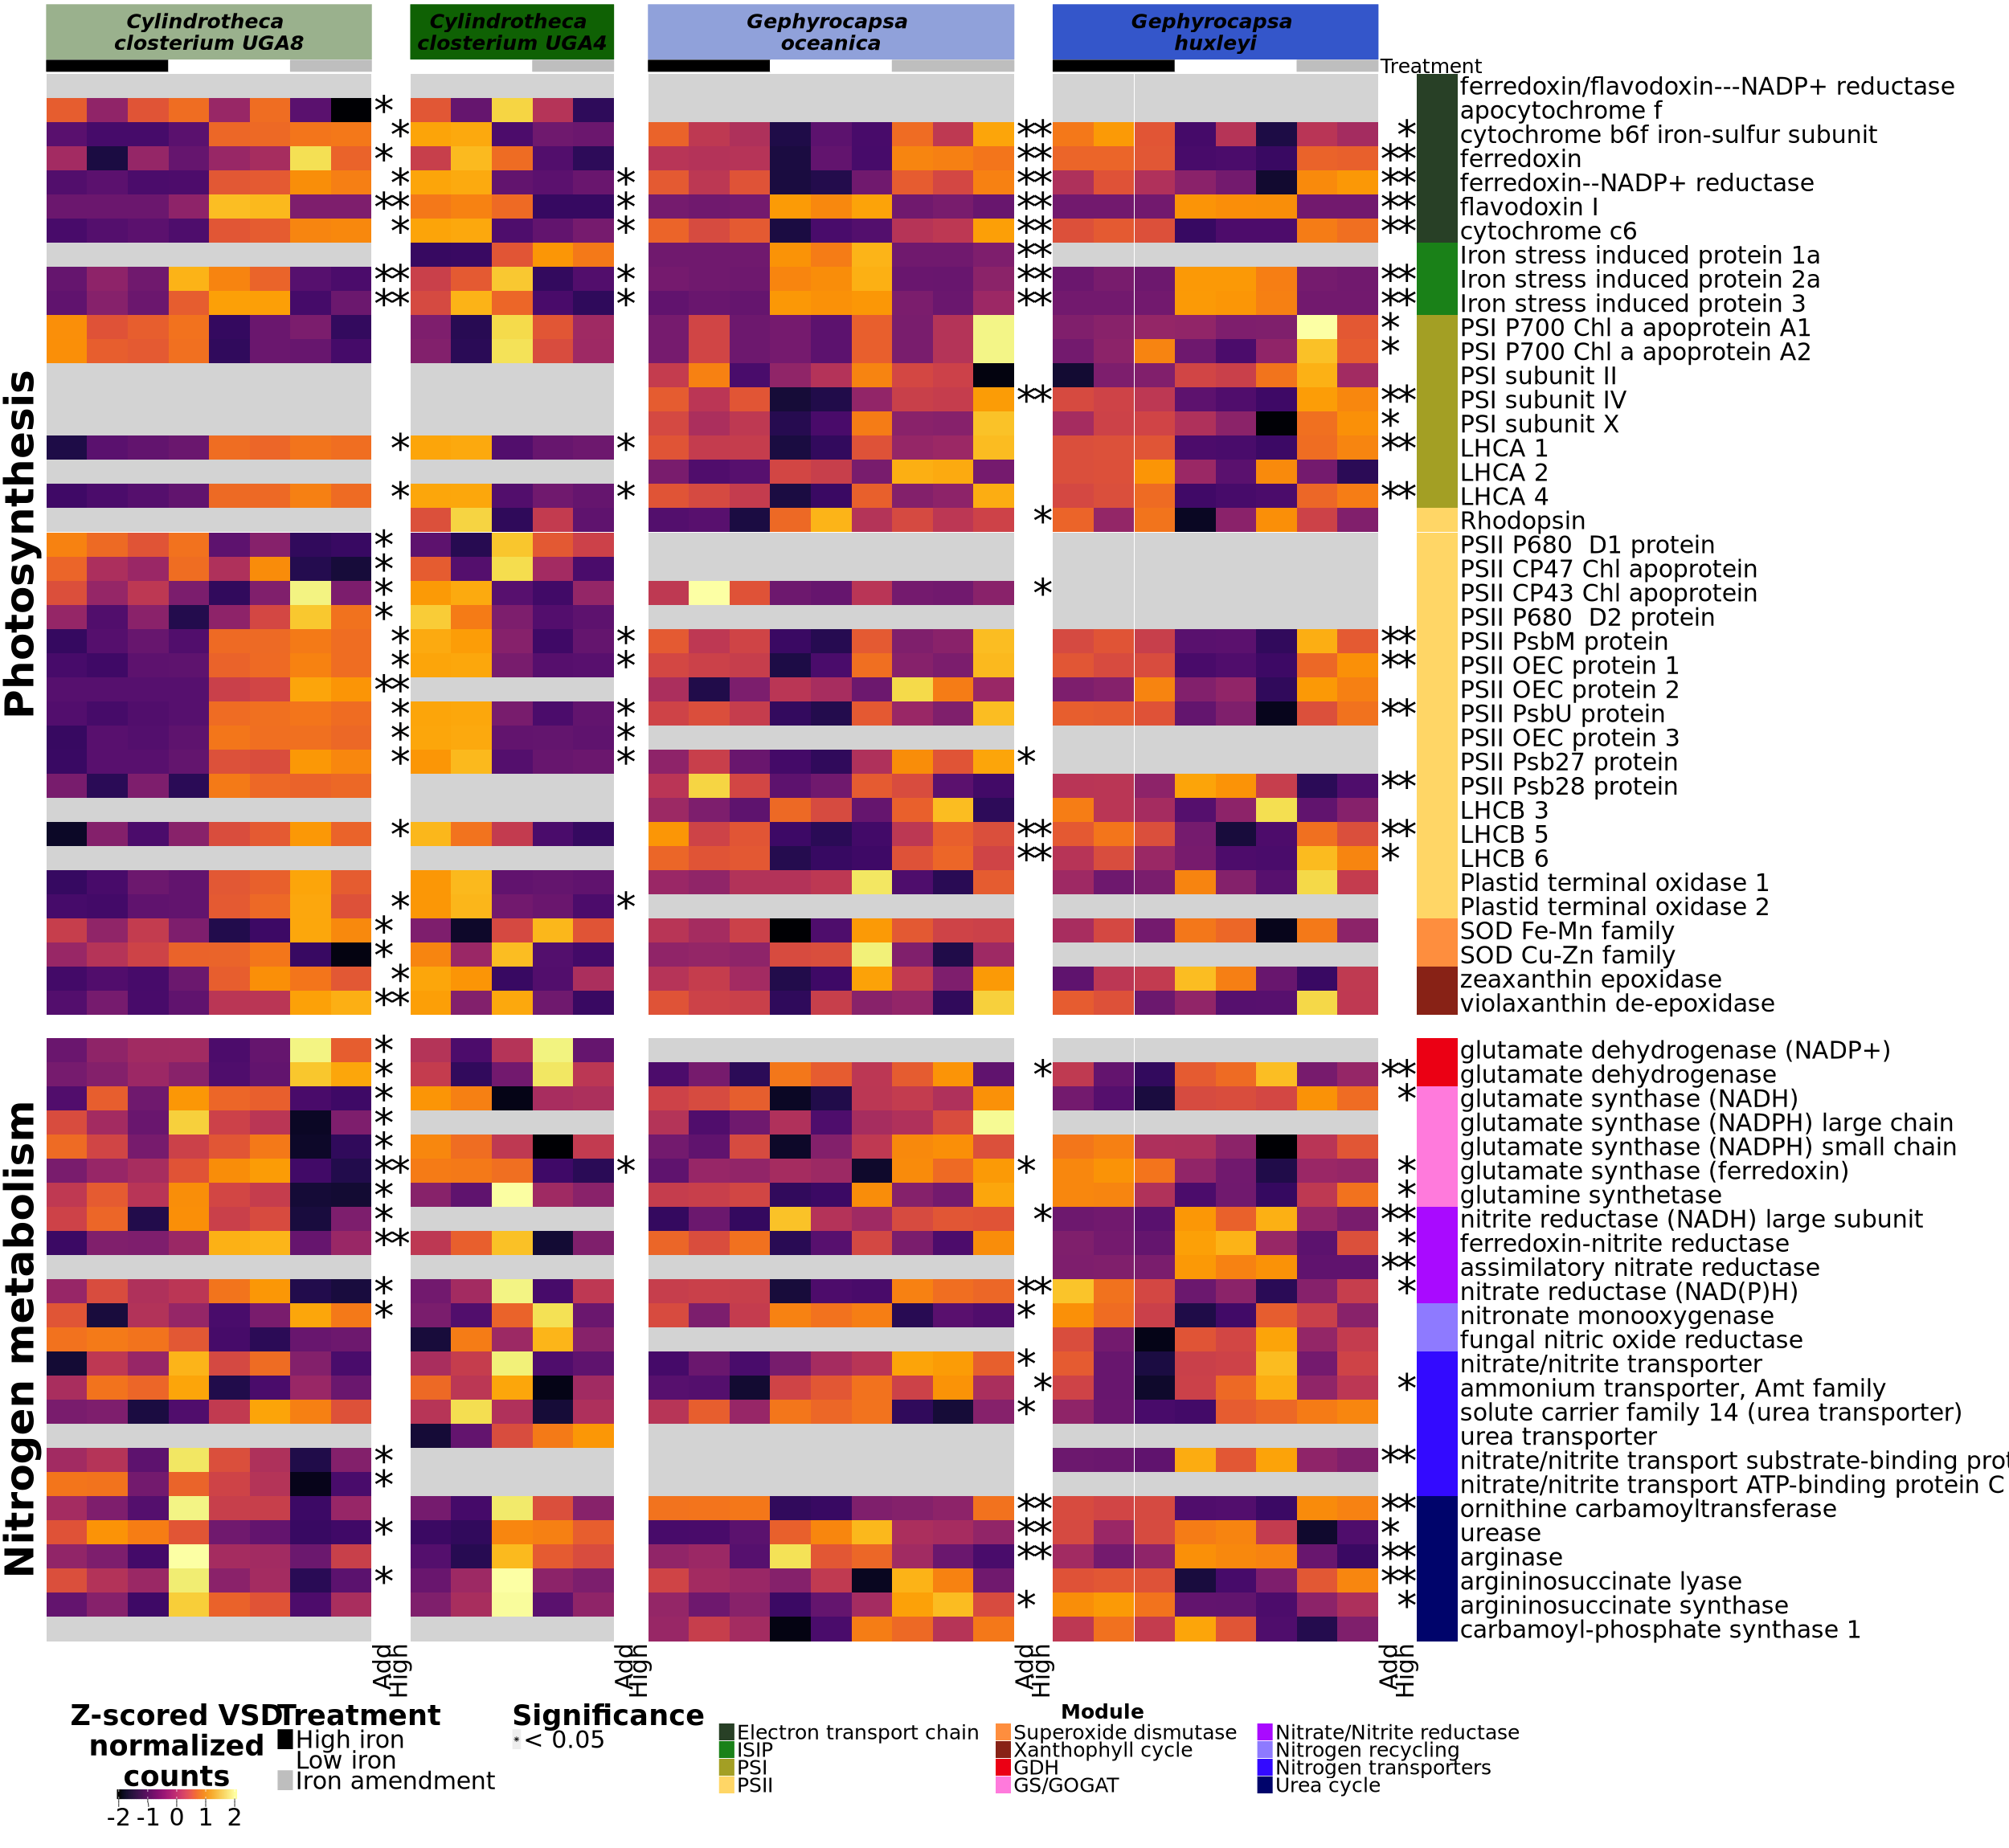 Cylindrotheca
closterium UGA8
Cylindrotheca
closterium UGA4
Gephyrocapsa
oceanica
Gephyrocapsa
huxleyi
Treatment
Photosynthesis
ferredoxin/flavodoxin---NADP+ reductase
apocytochrome f
*
cytochrome b6f iron-sulfur subunit
* ** *
ferredoxin
* ** **
ferredoxin--NADP+ reductase
* * ** **
flavodoxin I
** * ** **
cytochrome c6
* * ** **
Iron stress induced protein 1a
**
Iron stress induced protein 2a
** * ** **
Iron stress induced protein 3
** * ** **
PSI P700 Chl a apoprotein A1
*
PSI P700 Chl a apoprotein A2
*
PSI subunit II
PSI subunit IV
** **
PSI subunit X
*
LHCA 1
* * **
LHCA 2
LHCA 4
* * **
Rhodopsin
*
PSII P680 D1 protein
*
PSII CP47 Chl apoprotein
*
PSII CP43 Chl apoprotein
* *
PSII P680 D2 protein
*
PSII PsbM protein
* * **
PSII OEC protein 1
* * **
PSII OEC protein 2
**
PSII PsbU protein
* * **
PSII OEC protein 3
* *
PSII Psb27 protein
* * *
PSII Psb28 protein
**
LHCB 3
LHCB 5
* ** **
LHCB 6
** *
Plastid terminal oxidase 1
Plastid terminal oxidase 2
* *
SOD Fe-Mn family
*
SOD Cu-Zn family
*
zeaxanthin epoxidase
*
violaxanthin de-epoxidase
**
Nitrogen metabolism
glutamate dehydrogenase (NADP+)
*
glutamate dehydrogenase
* * **
glutamate synthase (NADH)
* *
glutamate synthase (NADPH) large chain
*
glutamate synthase (NADPH) small chain
*
glutamate synthase (ferredoxin)
** * * *
glutamine synthetase
* *
nitrite reductase (NADH) large subunit
* * **
ferredoxin-nitrite reductase
** *
assimilatory nitrate reductase
**
nitrate reductase (NAD(P)H)
* ** *
nitronate monooxygenase
* *
fungal nitric oxide reductase
nitrate/nitrite transporter
*
ammonium transporter, Amt family
* *
solute carrier family 14 (urea transporter)
*
urea transporter
nitrate/nitrite transport substrate-binding prot
* **
nitrate/nitrite transport ATP-binding protein C
*
ornithine carbamoyltransferase
** **
urease
* ** *
arginase
** **
argininosuccinate lyase
* **
argininosuccinate synthase
* *
carbamoyl-phosphate synthase 1
Add
High
Add
High
Add
High
Add
High
Z-scored VSD
normalized
counts
-2 -1 0 1 2
Treatment
High iron
Low iron
Iron amendment
Significance
* < 0.05
Module
Electron transport chain
ISIP
PSI
PSII
Superoxide dismutase
Xanthophyll cycle
GDH
GS/GOGAT
Nitrate/Nitrite reductase
Nitrogen recycling
Nitrogen transporters
Urea cycle